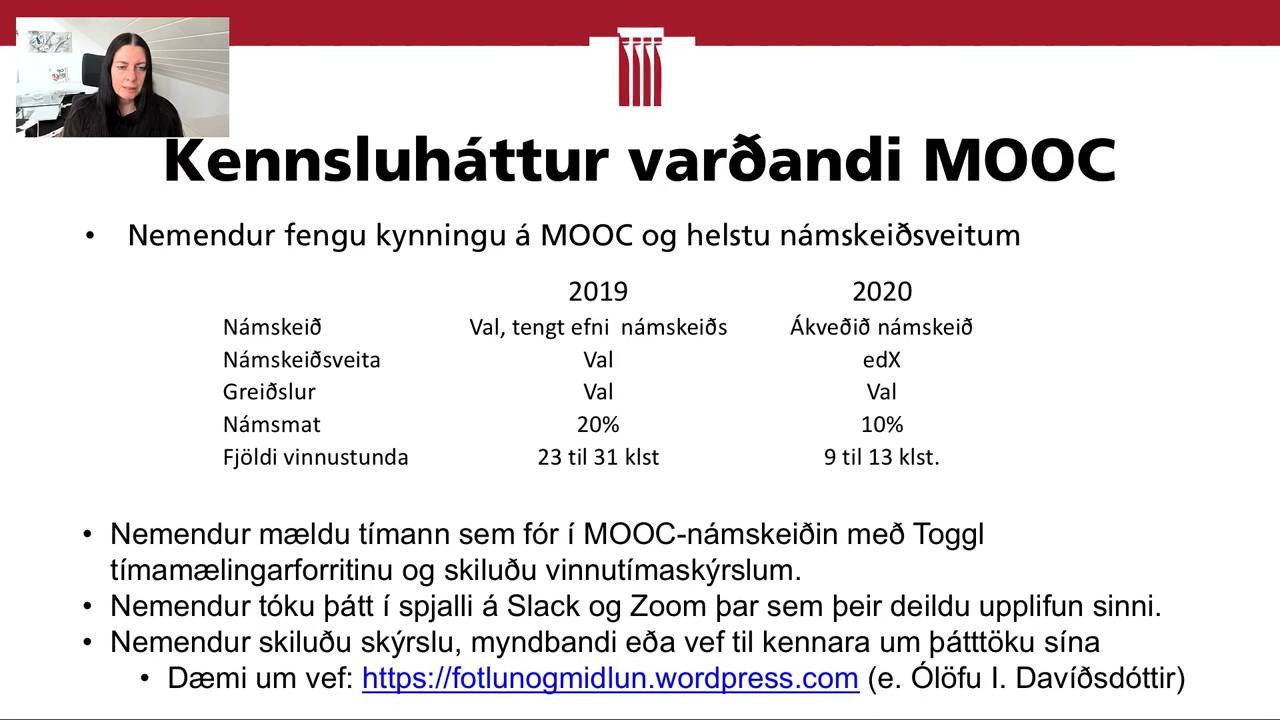 Kennsluháttur varðandi MOOC
• Nemendur fengu kynningu á MOOC og helstu námskeiðsveitum
2019 2020
Námskeið Val, tengt efni námskeiðs Ákveðið námskeið
Námskeiðsveita Val edX
Greiðslur Val Val
Námsmat 20% 10%
Fjöldi vinnustunda 23 til 31 klst 9 til 13 klst.
• Nemendur mældu tímann sem fór í MOOC-námskeiðin með Toggl
tímamælingarforritinu og skiluðu vinnutímaskýrslum.
• Nemendur tóku þátt í spjalli á Slack og Zoom þar sem þeir deildu upplifun sinni.
• Nemendur skiluðu skýrslu, myndbandi eða vef til kennara um þátttöku sína
• Dæmi um vef: https://fotlunogmidlun.wordpress.com (e. Ólöfu I. Davíðsdóttir)